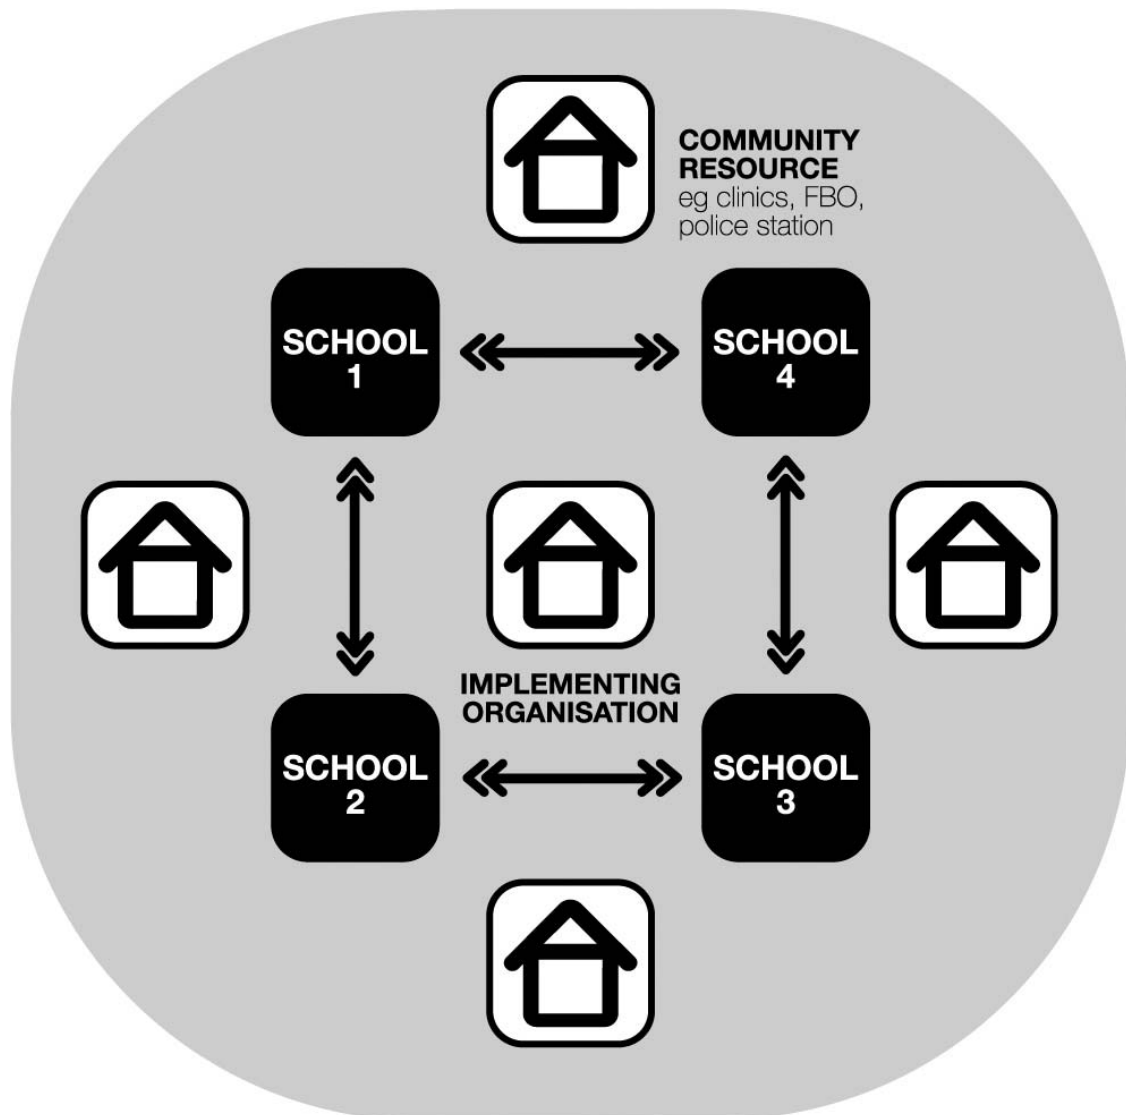 COMMUNITY
RESOURCE
eg clinics, FBO,
police station
SCHOOL
1
SCHOOL
4
IMPLEMENTING
ORGANISATION
SCHOOL
2
SCHOOL
3